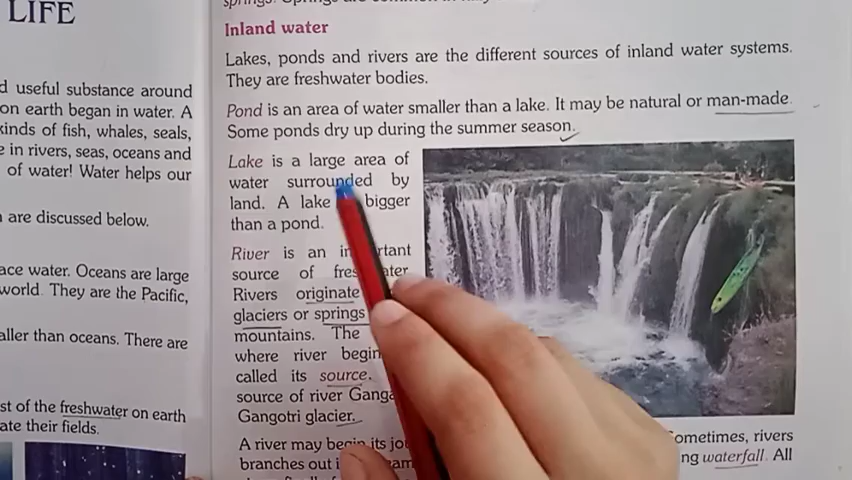 LIFE
d useful substance around
on earth began in water. A
kinds of fish, whales, seals,
e in rivers, seas, oceans and
of water! Water helps our
are discussed below.
ace water. Oceans are large
world. They are the Pacific,
aller than oceans. There are
st of the freshwater on earth
ate their fields.
Inland water
Lakes, ponds and rivers are the different sources of inland water systems.
They are freshwater bodies.
Pond is an area of water smaller than a lake. It may be natural or man-made.
Some ponds dry up during the summer season.
Lake is a large area of
water surrounded by
land. A lake bigger
than a pond.
River is an important
source of
Rivers originate
glaciers or springs
mountains. The
where river begin
called its source.
source of river Ganga
Gangotri glacier.
A river may begin its
branches out
ometimes, rivers
ng waterfall. All